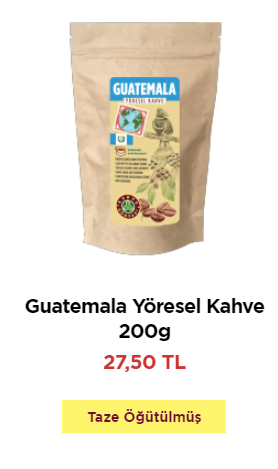 GUATEMALA
YÖRESEL KAHVE
Guatemala Yöresel Kahve
200g
27,50 TL
Taze Öğütülmüş